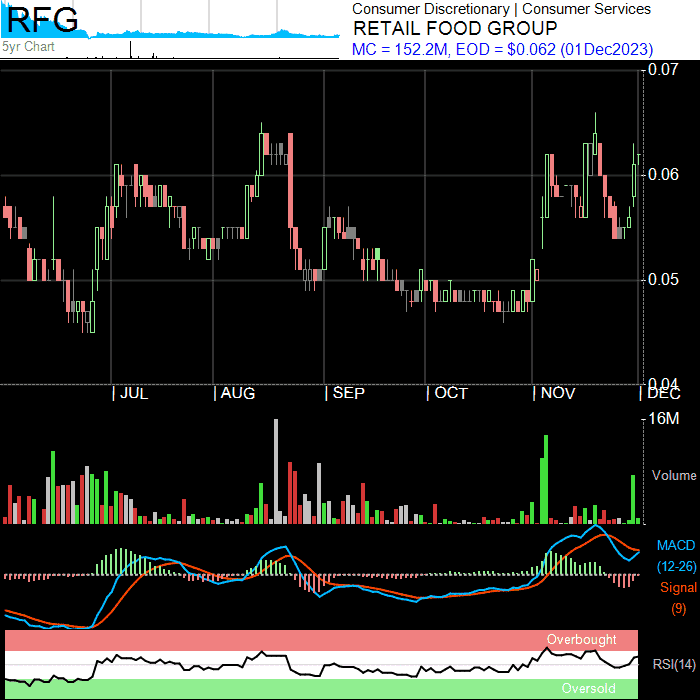 RFG
5yr Chart
Consumer Discretionary | Consumer Services
RETAIL FOOD GROUP
MC = 152.2M, EOD = $0.062 (01Dec2023)
0.07
0.06
0.05
0.04
| JUL | AUG | SEP | OCT | NOV | DEC
16M
Volume
MACD
(12-26)
Signal
(9)
Overbought
RSI(14)
Oversold